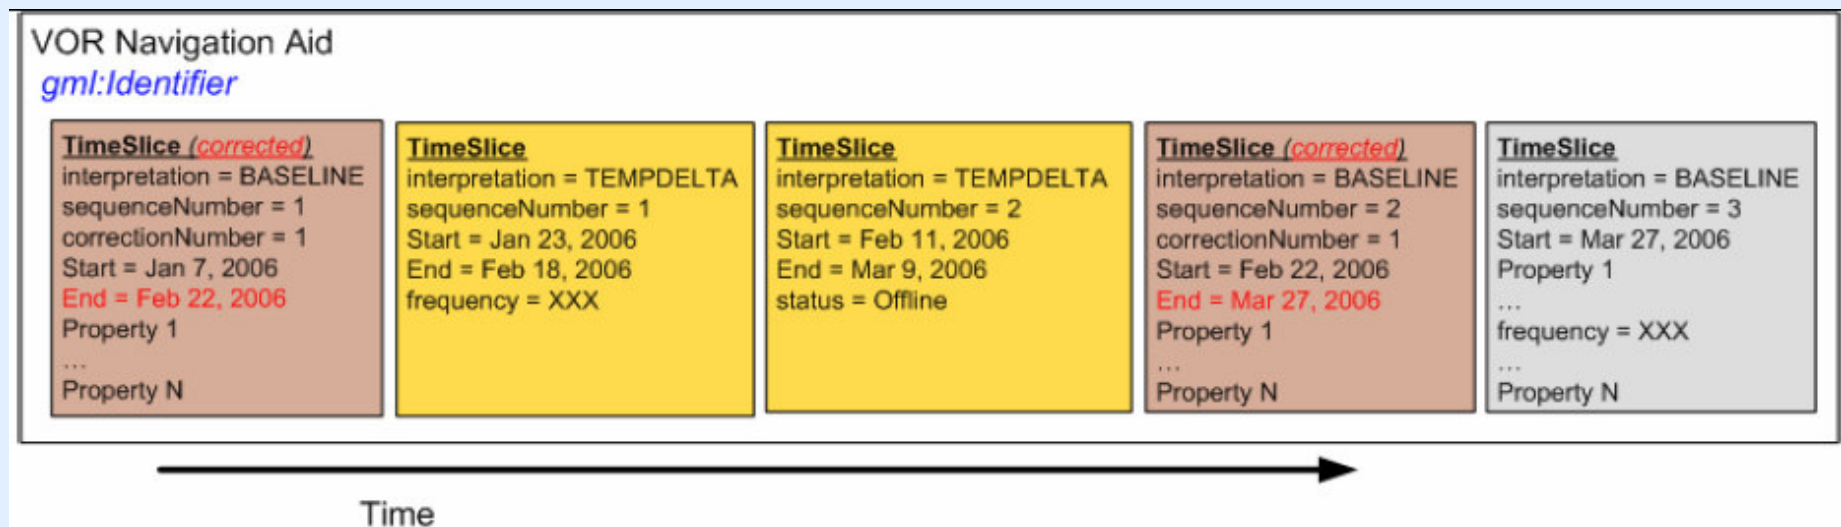 VOR Navigation Aid
gml:Identifier
TimeSlice (corrected)
interpretation = BASELINE
sequenceNumber = 1
correctionNumber = 1
Start = Jan 7, 2006
End = Feb 22, 2006
Property 1
...
Property N
TimeSlice
interpretation = TEMPDELTA
sequenceNumber = 1
Start = Jan 23, 2006
End = Feb 18, 2006
frequency = XXX
TimeSlice
interpretation = TEMPDELTA
sequenceNumber = 2
Start = Feb 11, 2006
End = Mar 9, 2006
status = Offline
TimeSlice (corrected)
interpretation = BASELINE
sequenceNumber = 2
correctionNumber = 1
Start = Feb 22, 2006
End = Mar 27, 2006
Property 1
...
Property N
TimeSlice
interpretation = BASELINE
sequenceNumber = 3
Start = Mar 27, 2006
Property 1
...
frequency = XXX
...
Property N
Time